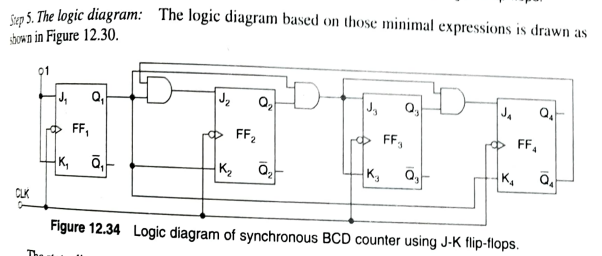 Step 5. The logic diagram: The logic diagram based on those minimal expressions is drawn as
shown in Figure 12.30.
1
J1 Q1 J2 Q2 J3 Q3 J4 Q4
FF1 FF2 FF3 FF4
K1 Q̅1 K2 Q̅2 K3 Q̅3 K4 Q̅4
CLK
Figure 12.34 Logic diagram of synchronous BCD counter using J-K flip-flops.